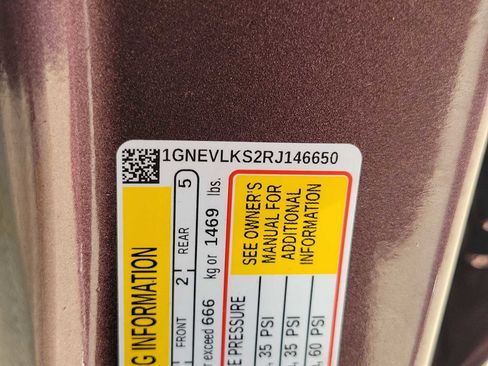 1GNEVLKS2RJ146650
G INFORMATION
FRONT 2 REAR 5
exceed 666 kg or 1469 lbs.
SEE OWNER'S
MANUAL FOR
ADDITIONAL
INFORMATION
E PRESSURE
, 35 PSI
, 35 PSI
, 60 PSI